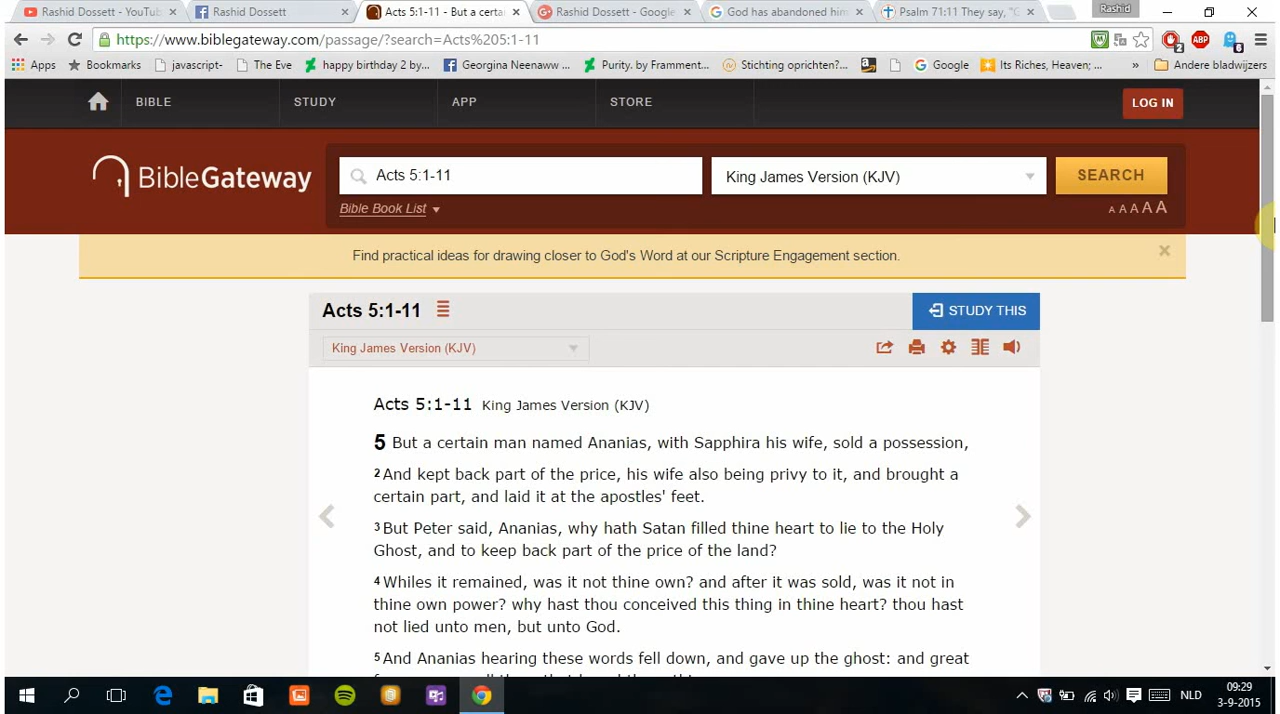 Rashid Dossett - YouTu
Rashid Dossett
Acts 5:1-11 - But a certa
Rashid Dossett - Google
God has abandoned him
Psalm 71:11 They say, "G
Rashid
https://www.biblegateway.com/passage/?search=Acts%205:1-11
2
ABP
6
Apps
Bookmarks
javascript-
The Eve
happy birthday 2 by...
Georgina Neenaww ...
Purity. by Framment...
Stichting oprichten?...
Google
Its Riches, Heaven; ...
»
Andere bladwijzers
BIBLE
STUDY
APP
STORE
LOG IN
BibleGateway
Acts 5:1-11
King James Version (KJV)
SEARCH
Bible Book List
A A A A A
Find practical ideas for drawing closer to God's Word at our Scripture Engagement section.
Acts 5:1-11
STUDY THIS
King James Version (KJV)
Acts 5:1-11 King James Version (KJV)
5 But a certain man named Ananias, with Sapphira his wife, sold a possession,
2 And kept back part of the price, his wife also being privy to it, and brought a
certain part, and laid it at the apostles' feet.
3 But Peter said, Ananias, why hath Satan filled thine heart to lie to the Holy
Ghost, and to keep back part of the price of the land?
4 Whiles it remained, was it not thine own? and after it was sold, was it not in
thine own power? why hast thou conceived this thing in thine heart? thou hast
not lied unto men, but unto God.
5 And Ananias hearing these words fell down, and gave up the ghost: and great
NLD
09:29
3-9-2015